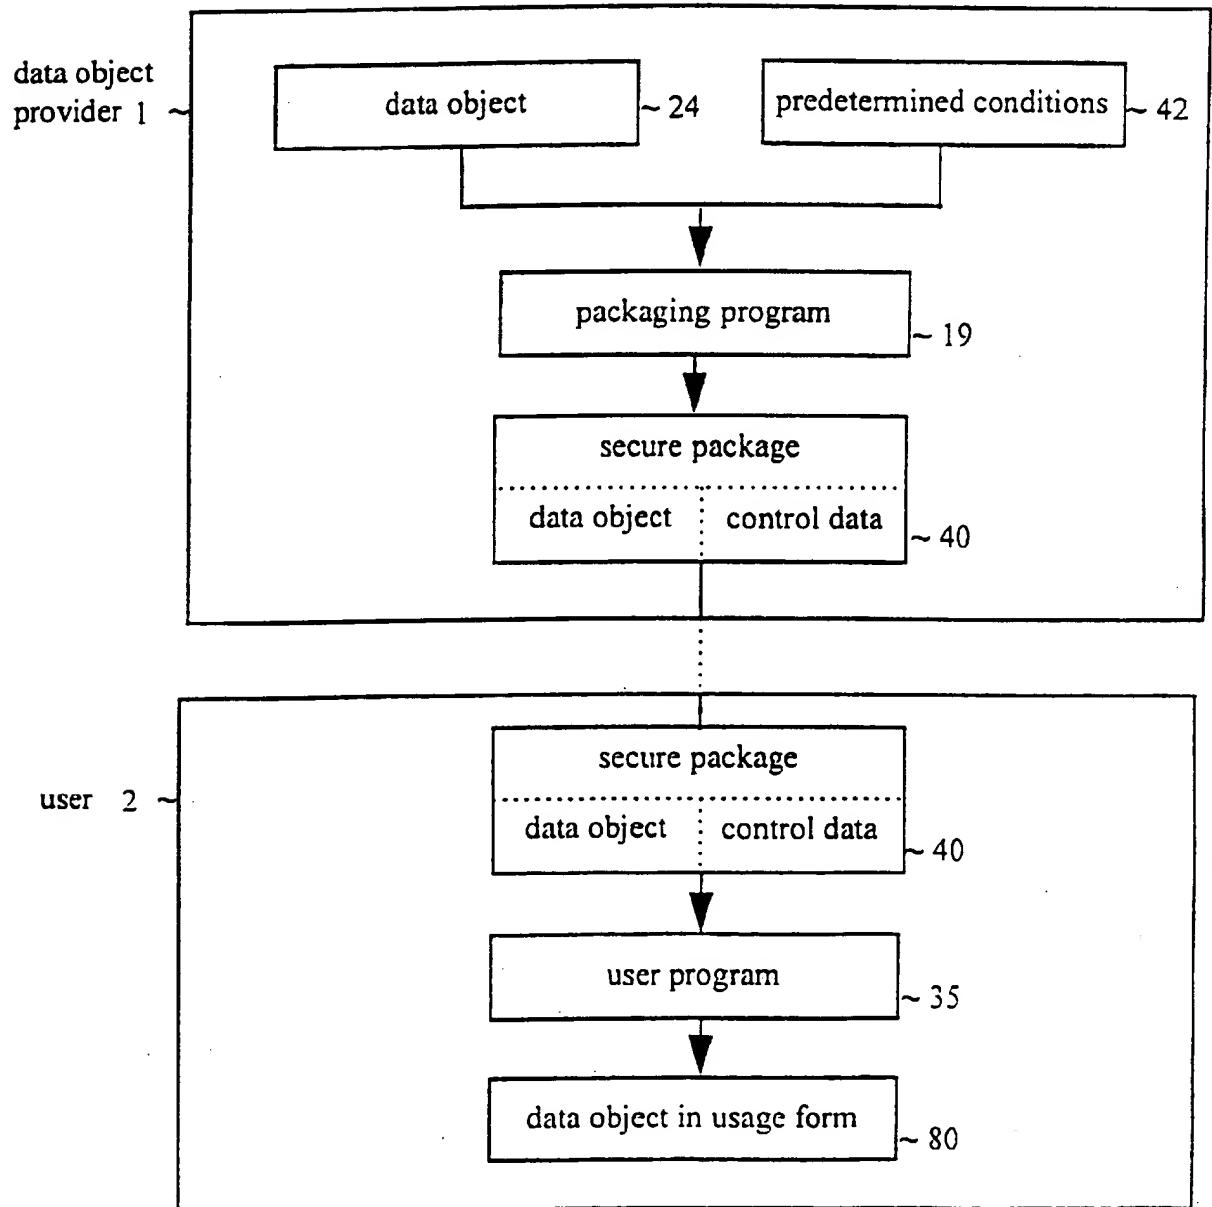 data object
provider 1 ~
data object ~ 24
predetermined conditions ~ 42
packaging program ~ 19
secure package
data object control data ~ 40
user 2 ~
secure package
data object control data ~ 40
user program ~ 35
data object in usage form ~ 80